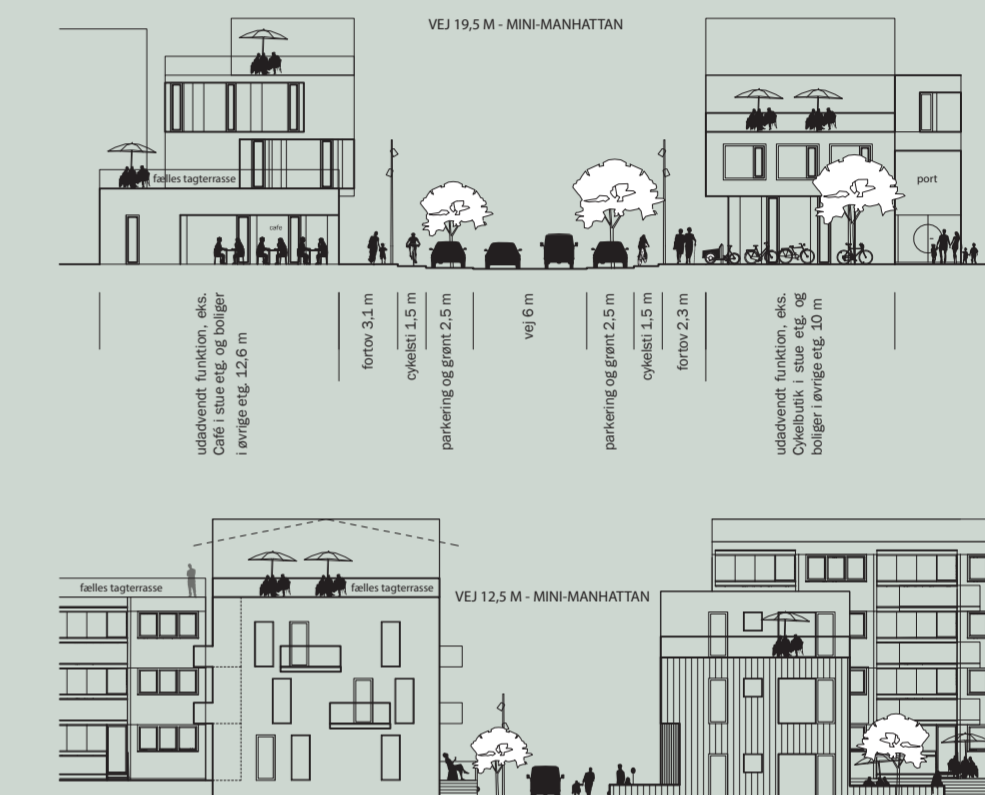 VEJ 19,5 M - MINI-MANHATTAN
fælles tagterrasse
cafe
port
udadvendt funktion, eks.
Café i stue etg. og boliger
i øvrige etg. 12,6 m
fortov 3,1 m
cykelsti 1,5 m
parkering og grønt 2,5 m
vej 6 m
parkering og grønt 2,5 m
cykelsti 1,5 m
fortov 2,3 m
udadvendt funktion, eks.
Cykelbutik i stue etg. og
boliger i øvrige etg. 10 m
fælles tagterrasse
fælles tagterrasse
VEJ 12,5 M - MINI-MANHATTAN